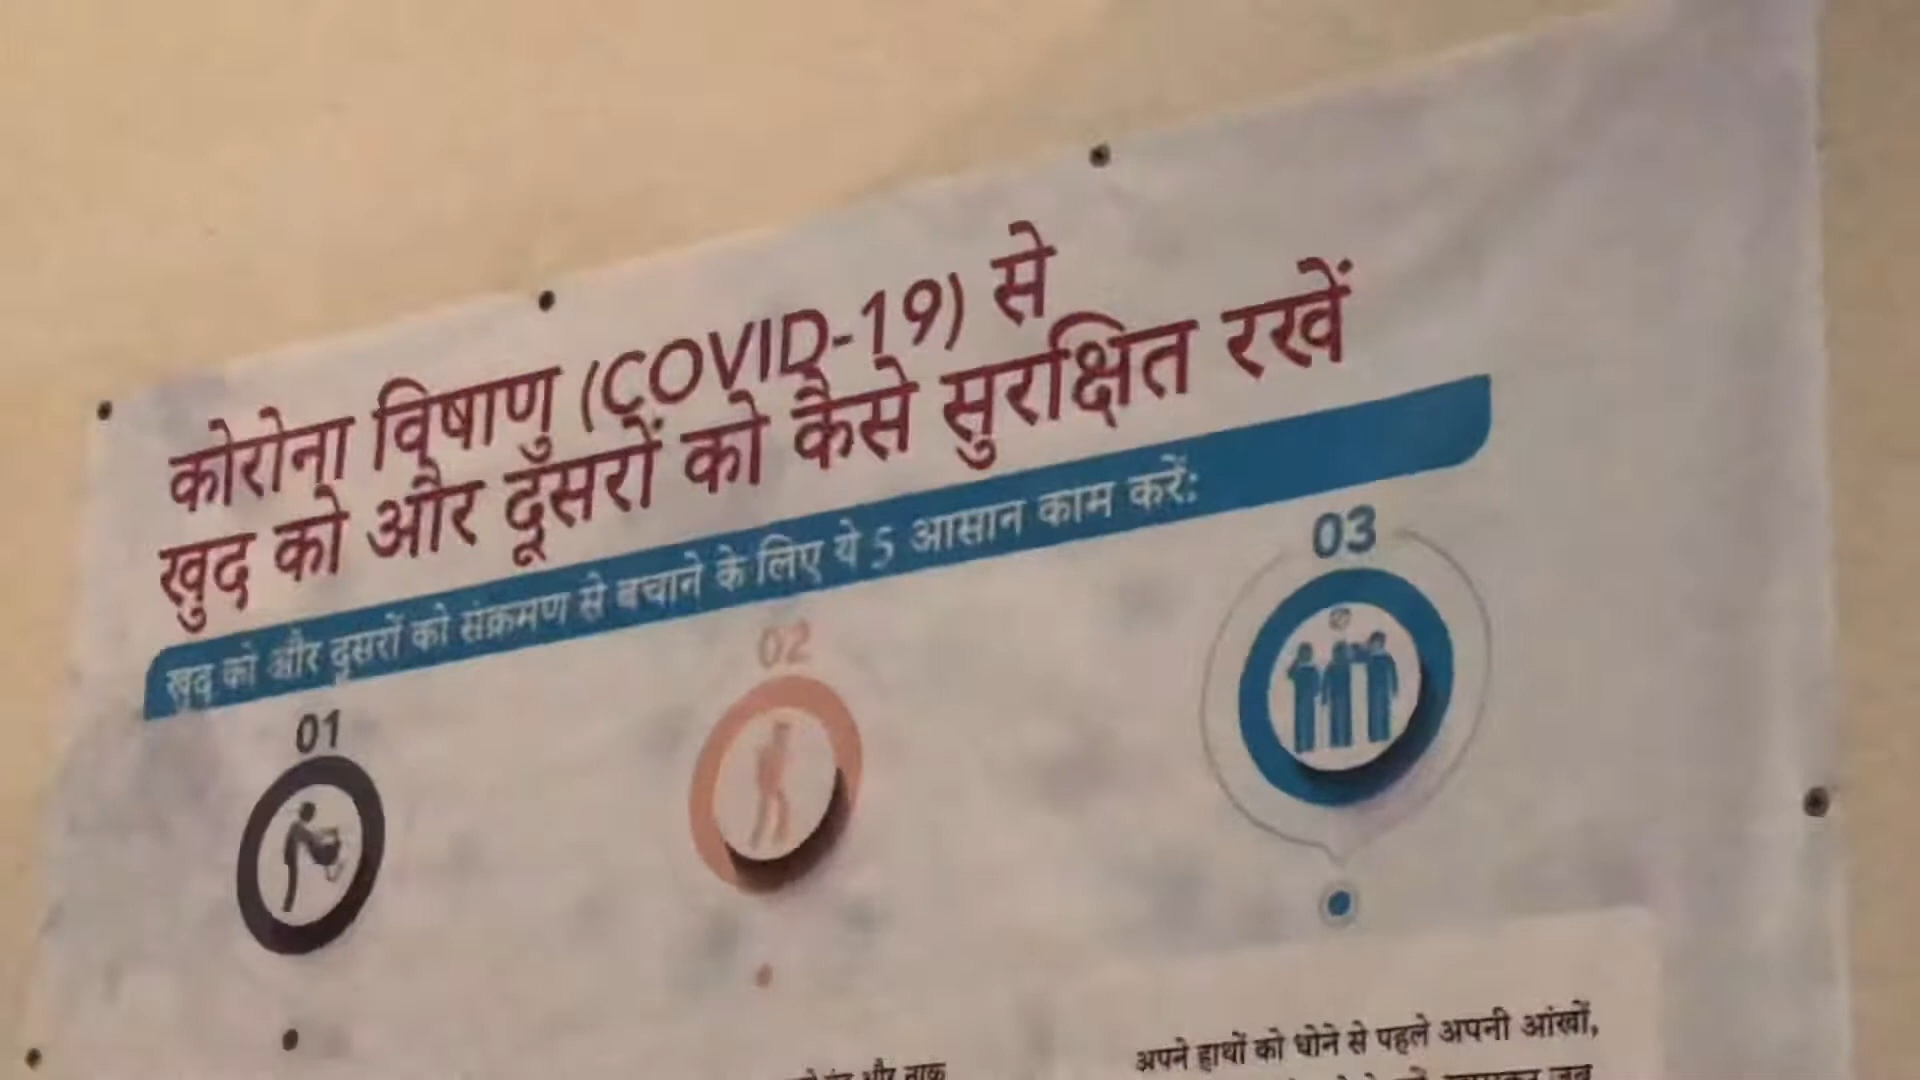 कोरोना विषाणु (COVID-19) से
खुद को और दूसरों को कैसे सुरक्षित रखें
खुद को और दूसरों को संक्रमण से बचाने के लिए ये 5 आसान काम करें:
01
02
03
और नाक
अपने हाथों को धोने से पहले अपनी आंखों,